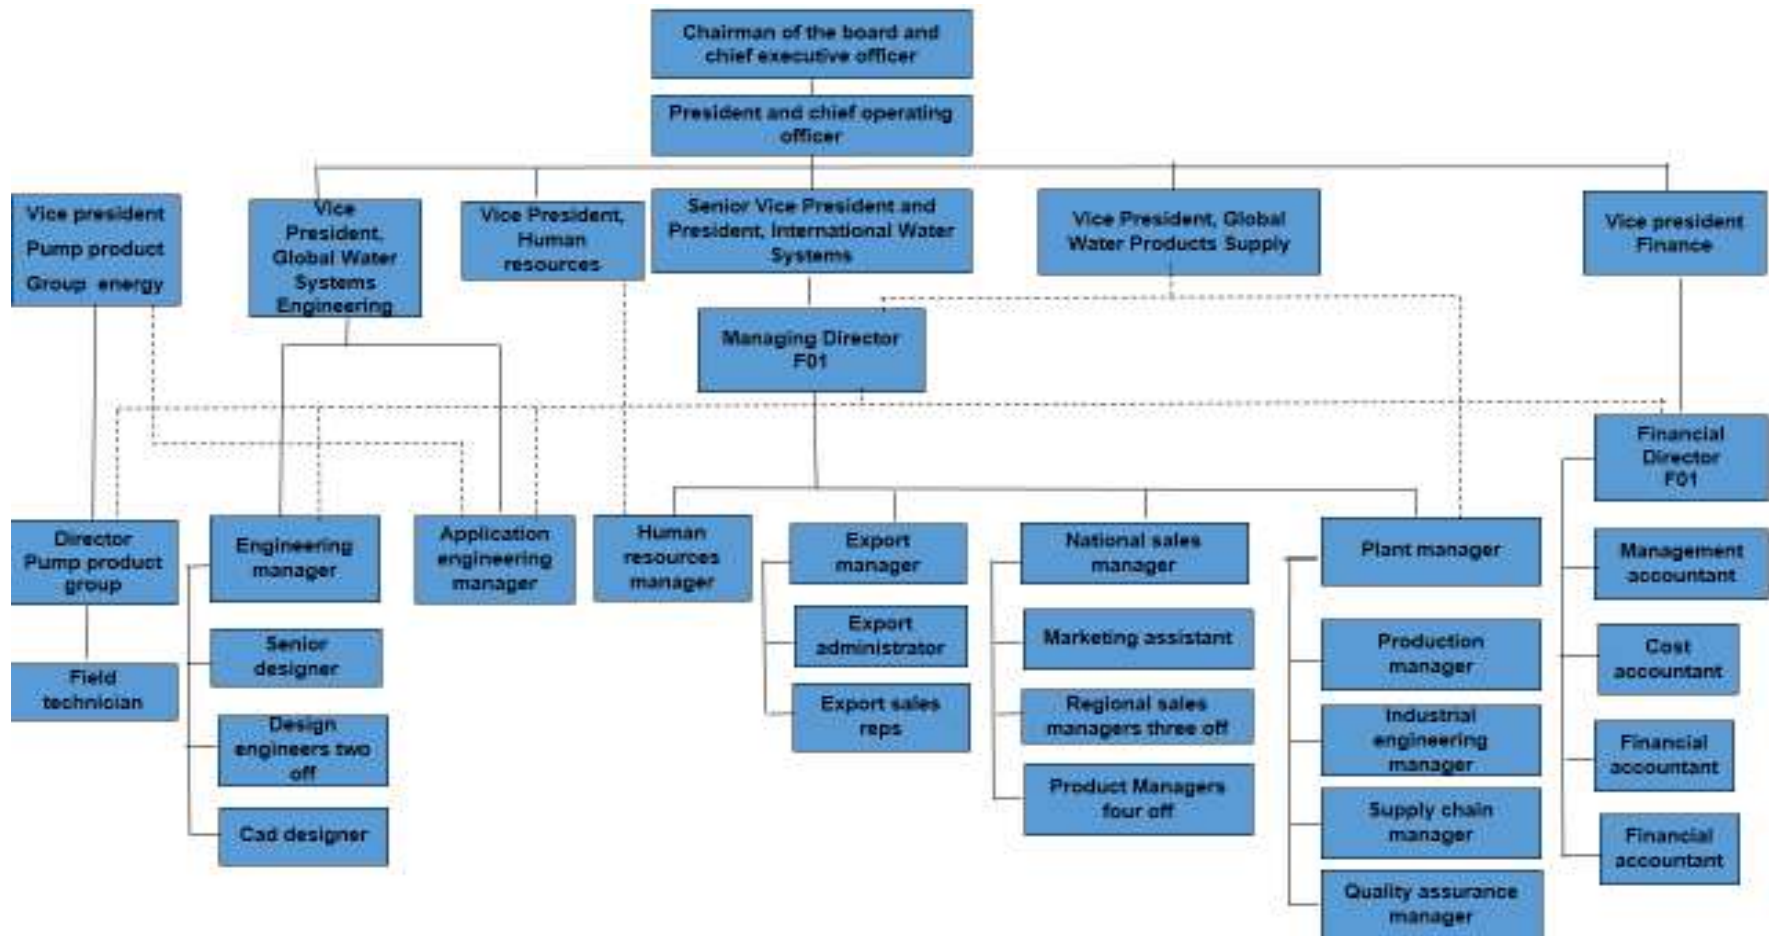 Chairman of the board and
chief executive officer
President and chief operating
officer
Vice president
Pump product
Group energy
Vice
President,
Global Water
Systems
Engineering
Vice President,
Human
resources
Senior Vice President and
President, International Water
Systems
Vice President, Global
Water Products Supply
Vice president
Finance
Managing Director
F01
Financial
Director
F01
Director
Pump product
group
Engineering
manager
Application
engineering
manager
Human
resources
manager
Export
manager
National sales
manager
Plant manager
Management
accountant
Field
technician
Senior
designer
Export
administrator
Marketing assistant
Production
manager
Cost
accountant
Design
engineers two
off
Export sales
reps
Regional sales
managers three off
Industrial
engineering
manager
Financial
accountant
Cad designer
Product Managers
four off
Supply chain
manager
Financial
accountant
Quality assurance
manager